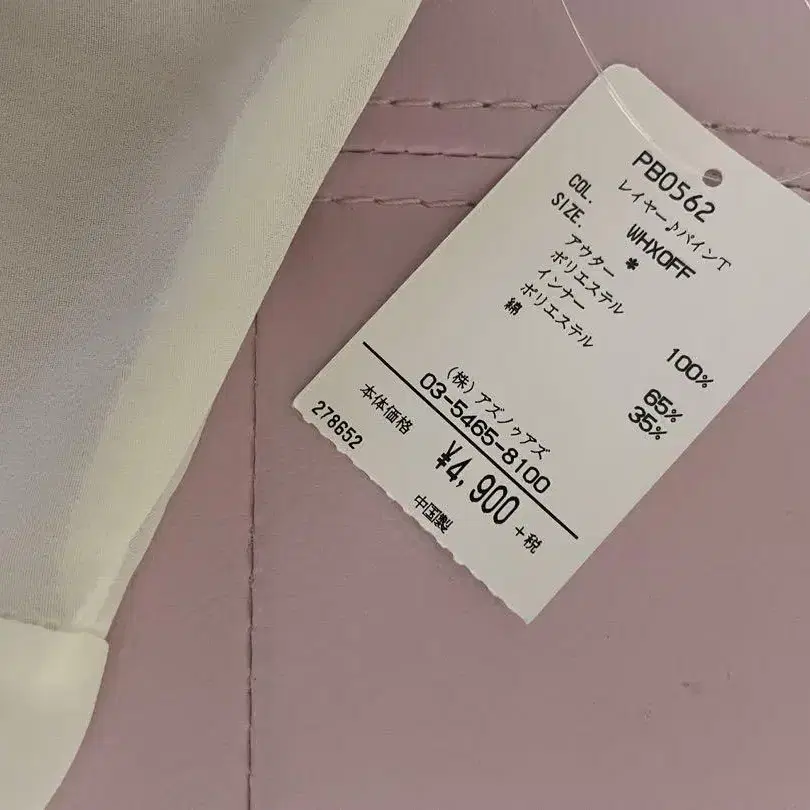 PB0562
レイヤー♪パインT
COL. WHXOFF
SIZE. *
アウター
ポリエステル 100%
インナー
ポリエステル 65%
綿 35%
(株)アズノゥアズ
03-5465-8100
本体価格 ¥4,900 +税
278652 中国製